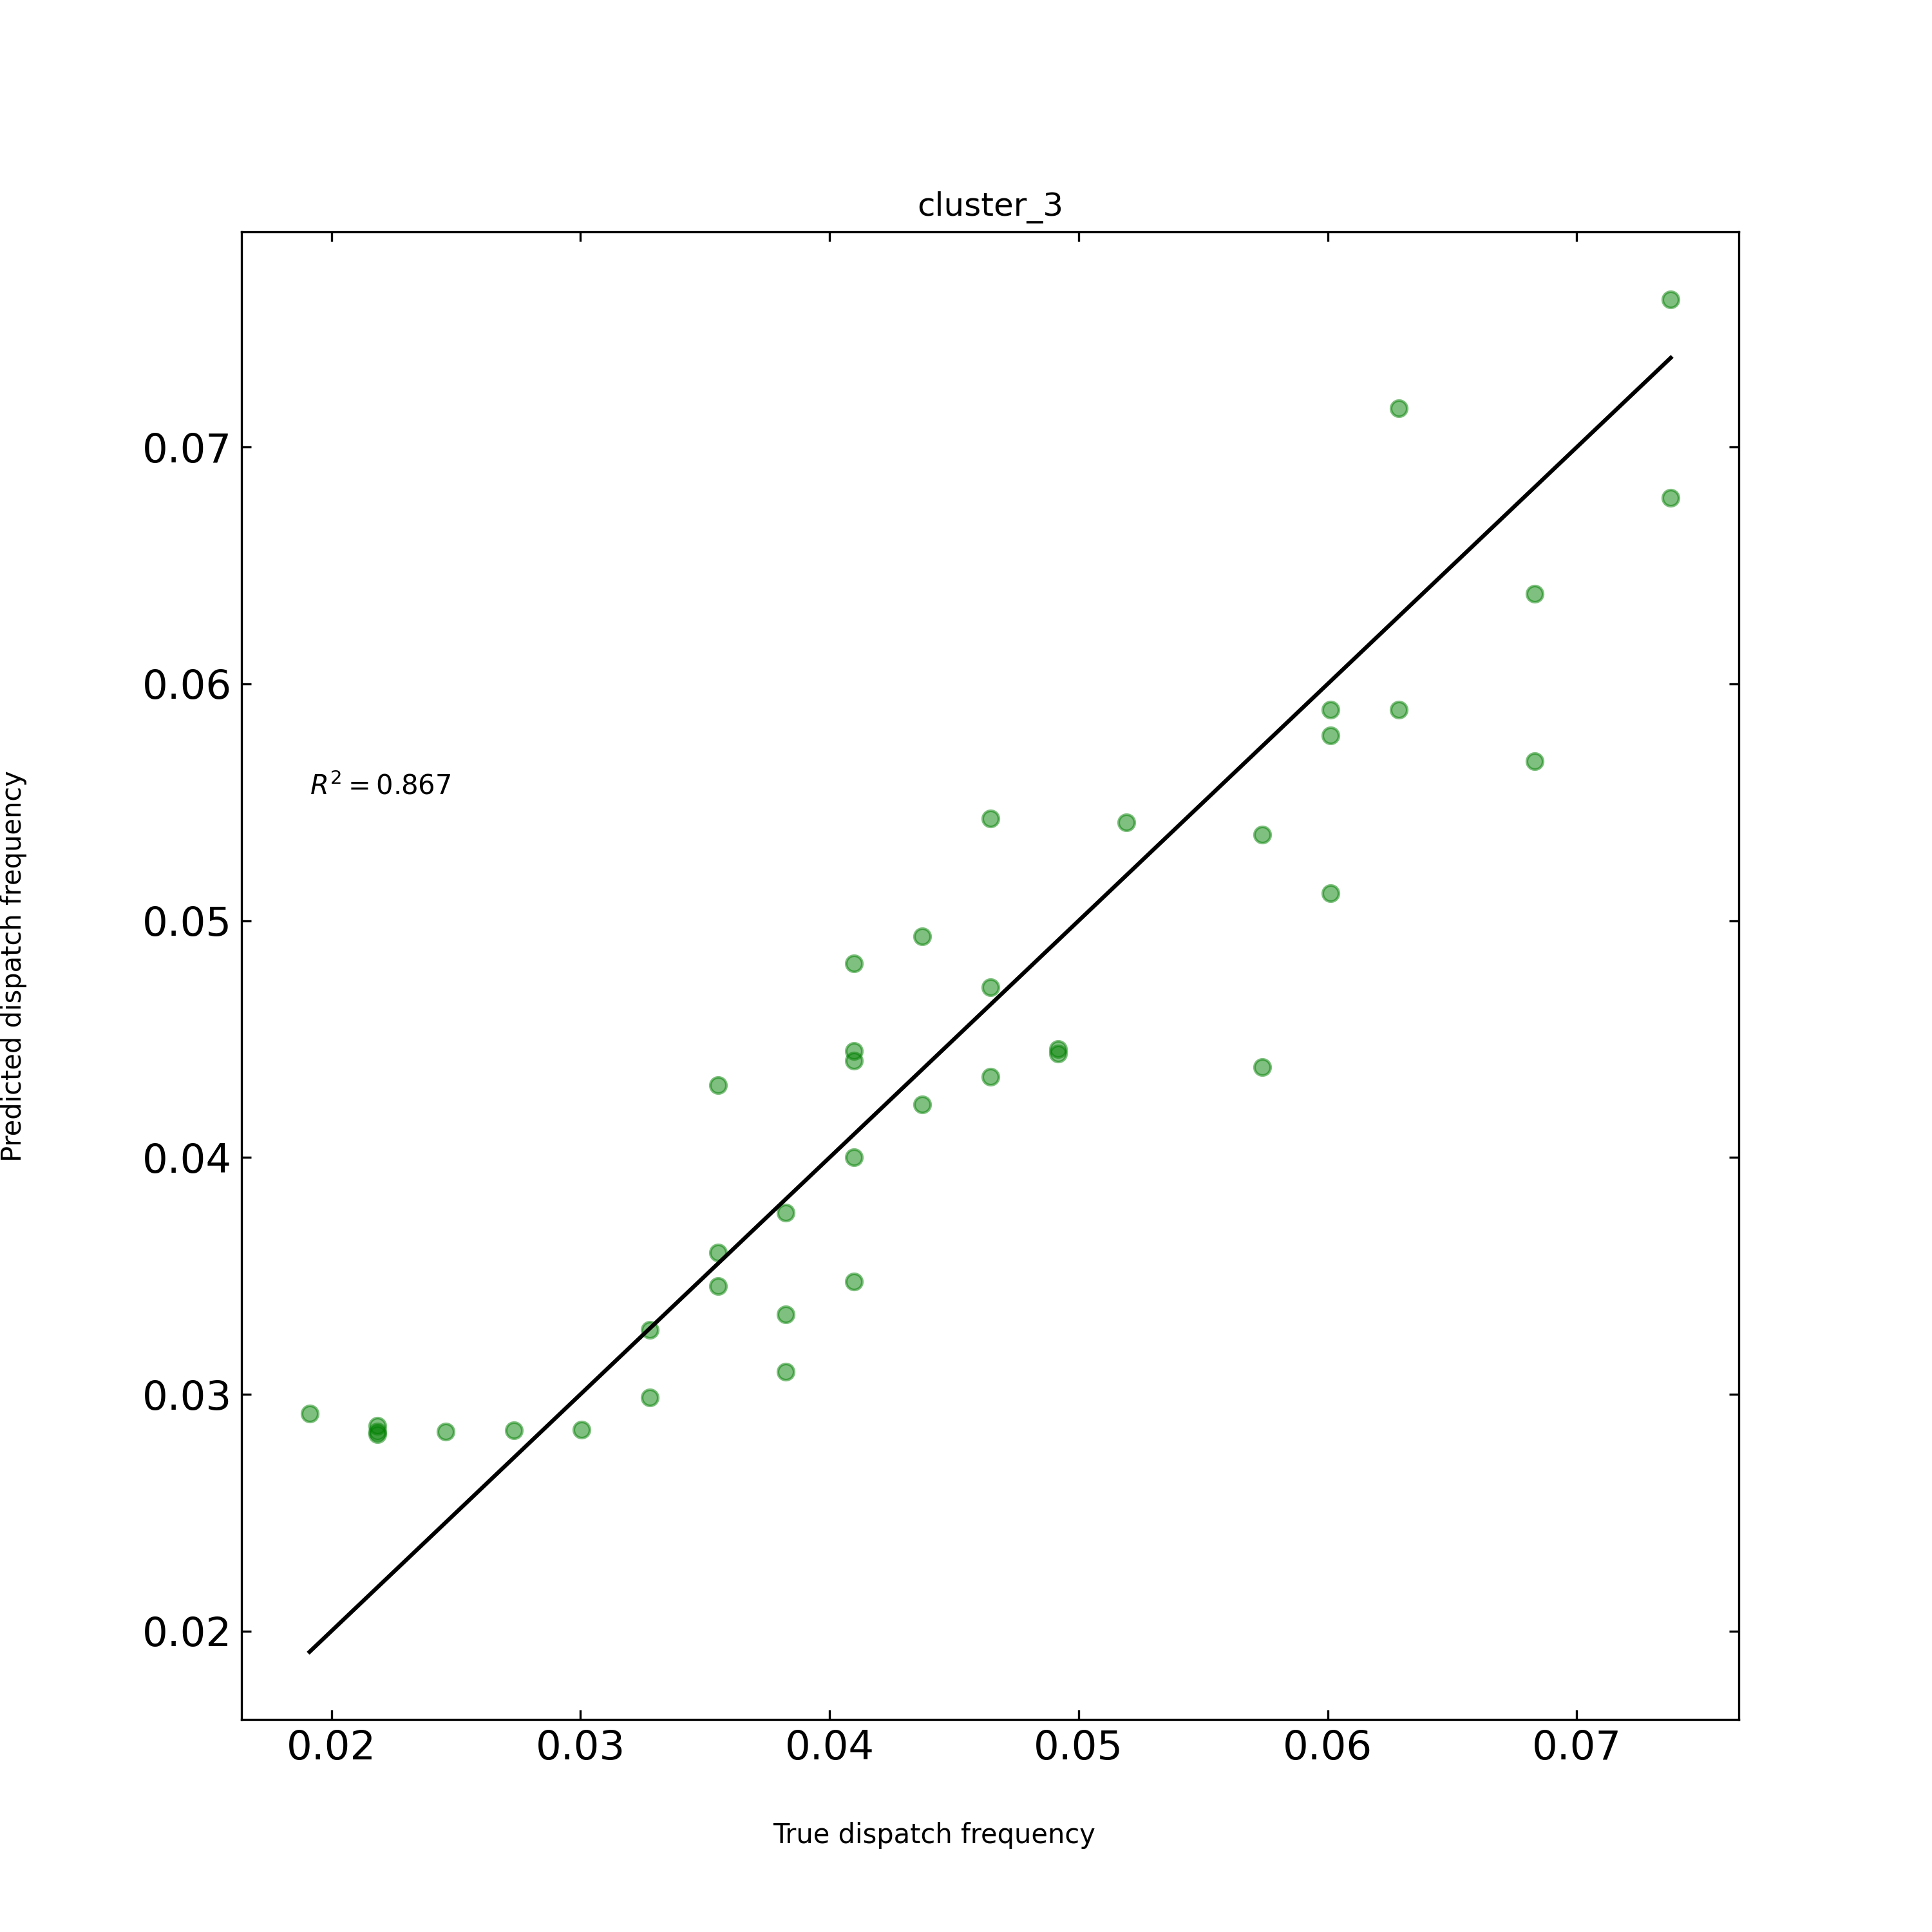 cluster_3
0.07
0.06
0.05
0.04
0.03
0.02
R² = 0.867
Predicted dispatch frequency
0.02 0.03 0.04 0.05 0.06 0.07
True dispatch frequency